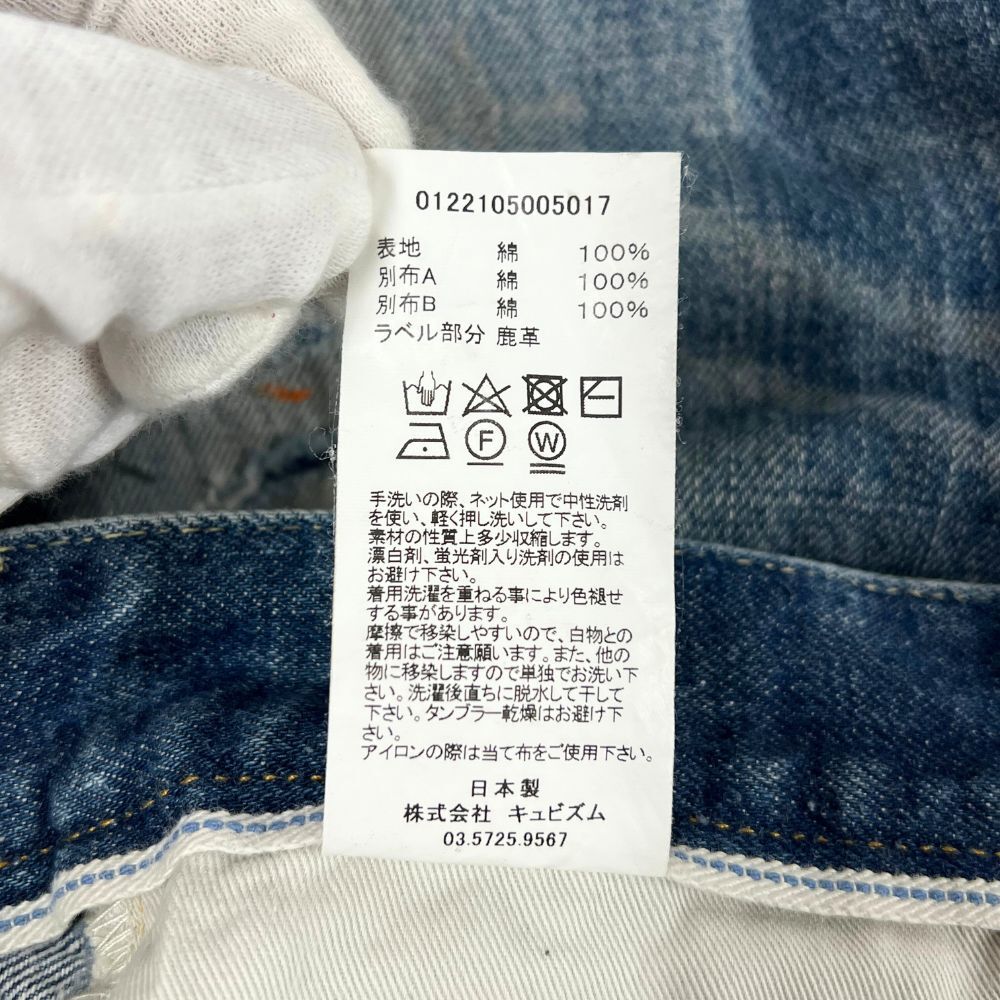 0122105005017
表地 綿 100%
別布A 綿 100%
別布B 綿 100%
ラベル部分 鹿革
F W
手洗いの際、ネット使用で中性洗剤
を使い、軽く押し洗いして下さい。
素材の性質上多少収縮します。
漂白剤、蛍光剤入り洗剤の使用は
お避け下さい。
着用洗濯を重ねる事により色褪せ
する事があります。
摩擦で移染しやすいので、白物との
着用はご注意願います。また、他の
物に移染しますので単独でお洗い下
さい。洗濯後直ちに脱水して干して
下さい。タンブラー乾燥はお避け下
さい。
アイロンの際は当て布をご使用下さい。
日本製
株式会社 キュビズム
03.5725.9567